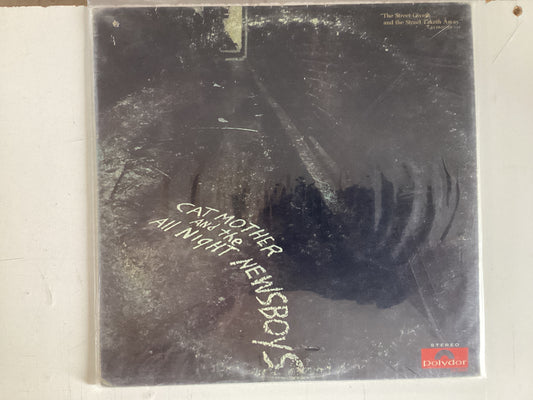 "The Street Giveth
and the Street Taketh Away"
CAT MOTHER
AND the
All NigHT NEWSBOYS
STEREO
Polydor